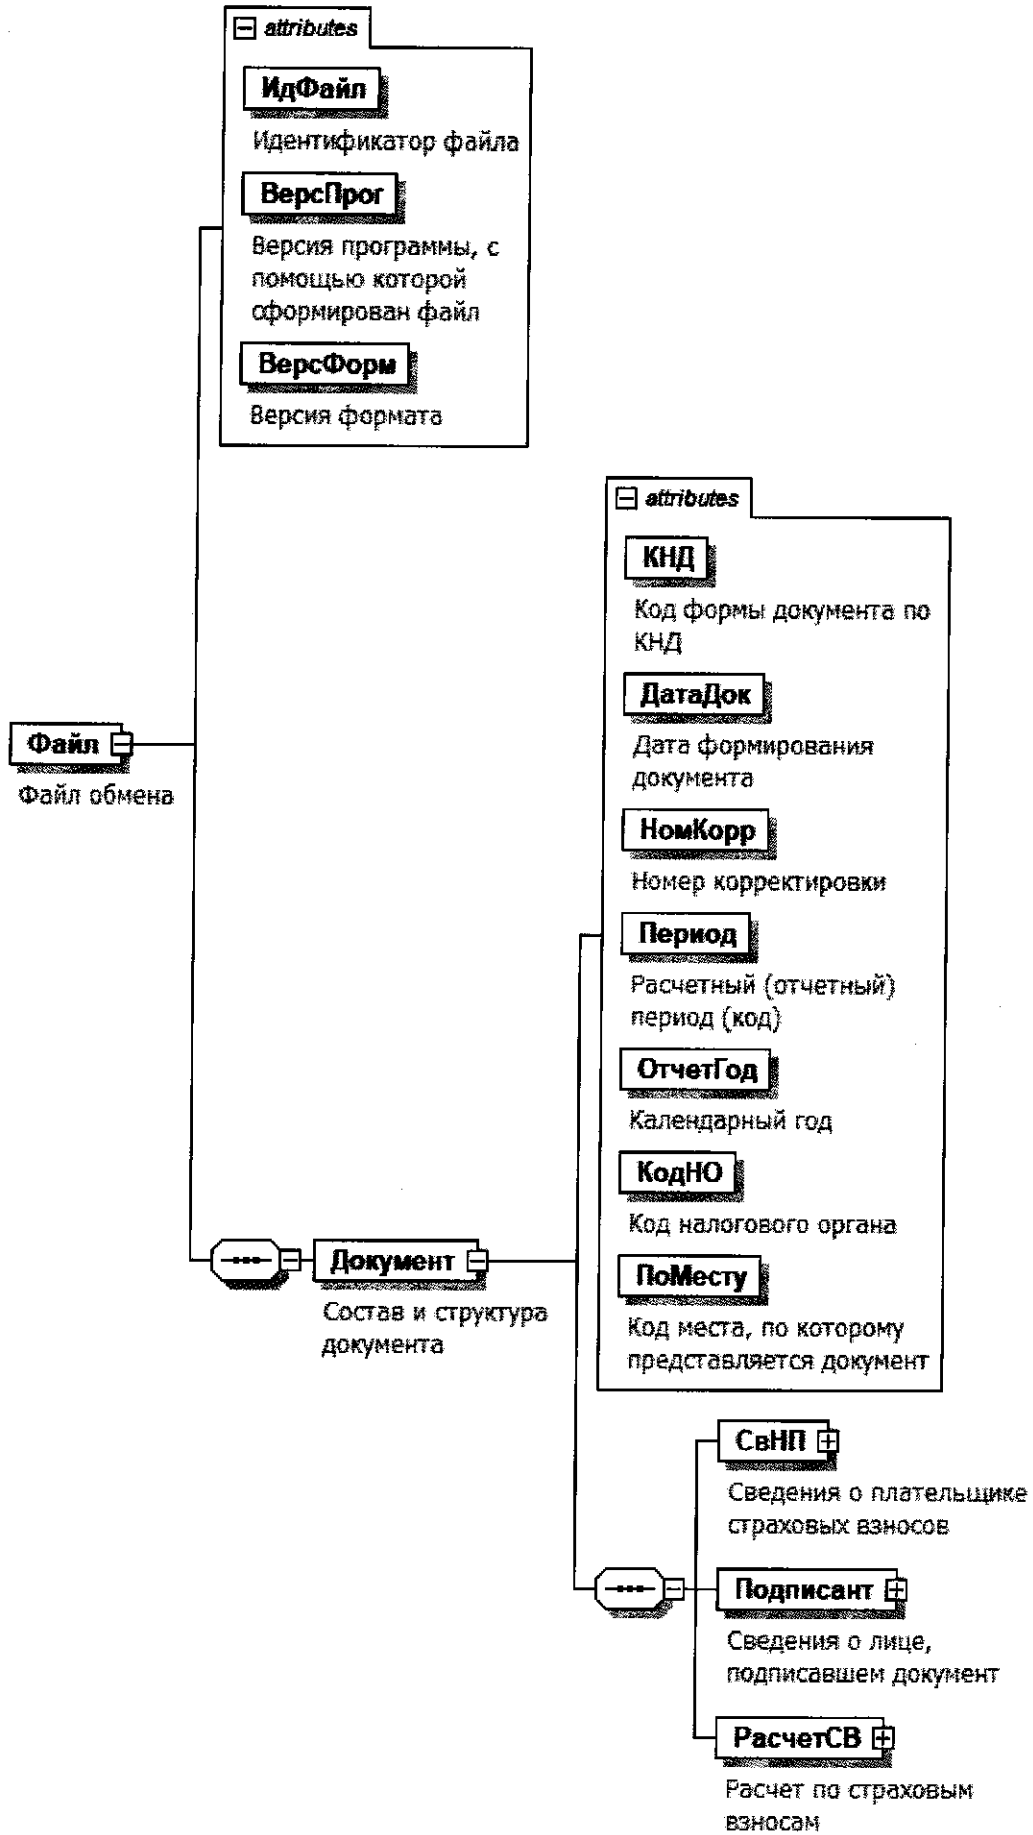 attributes
ИдФайл
Идентификатор файла
ВерсПрог
Версия программы, с
помощью которой
сформирован файл
ВерсФорм
Версия формата
attributes
КНД
Код формы документа по
КНД
ДатаДок
Дата формирования
документа
НомКорр
Номер корректировки
Период
Расчетный (отчетный)
период (код)
ОтчетГод
Календарный год
КодНО
Код налогового органа
ПоМесту
Код места, по которому
представляется документ
Файл
Файл обмена
Документ
Состав и структура
документа
СвНП
Сведения о плательщике
страховых взносов
Подписант
Сведения о лице,
подписавшем документ
РасчетСВ
Расчет по страховым
взносам